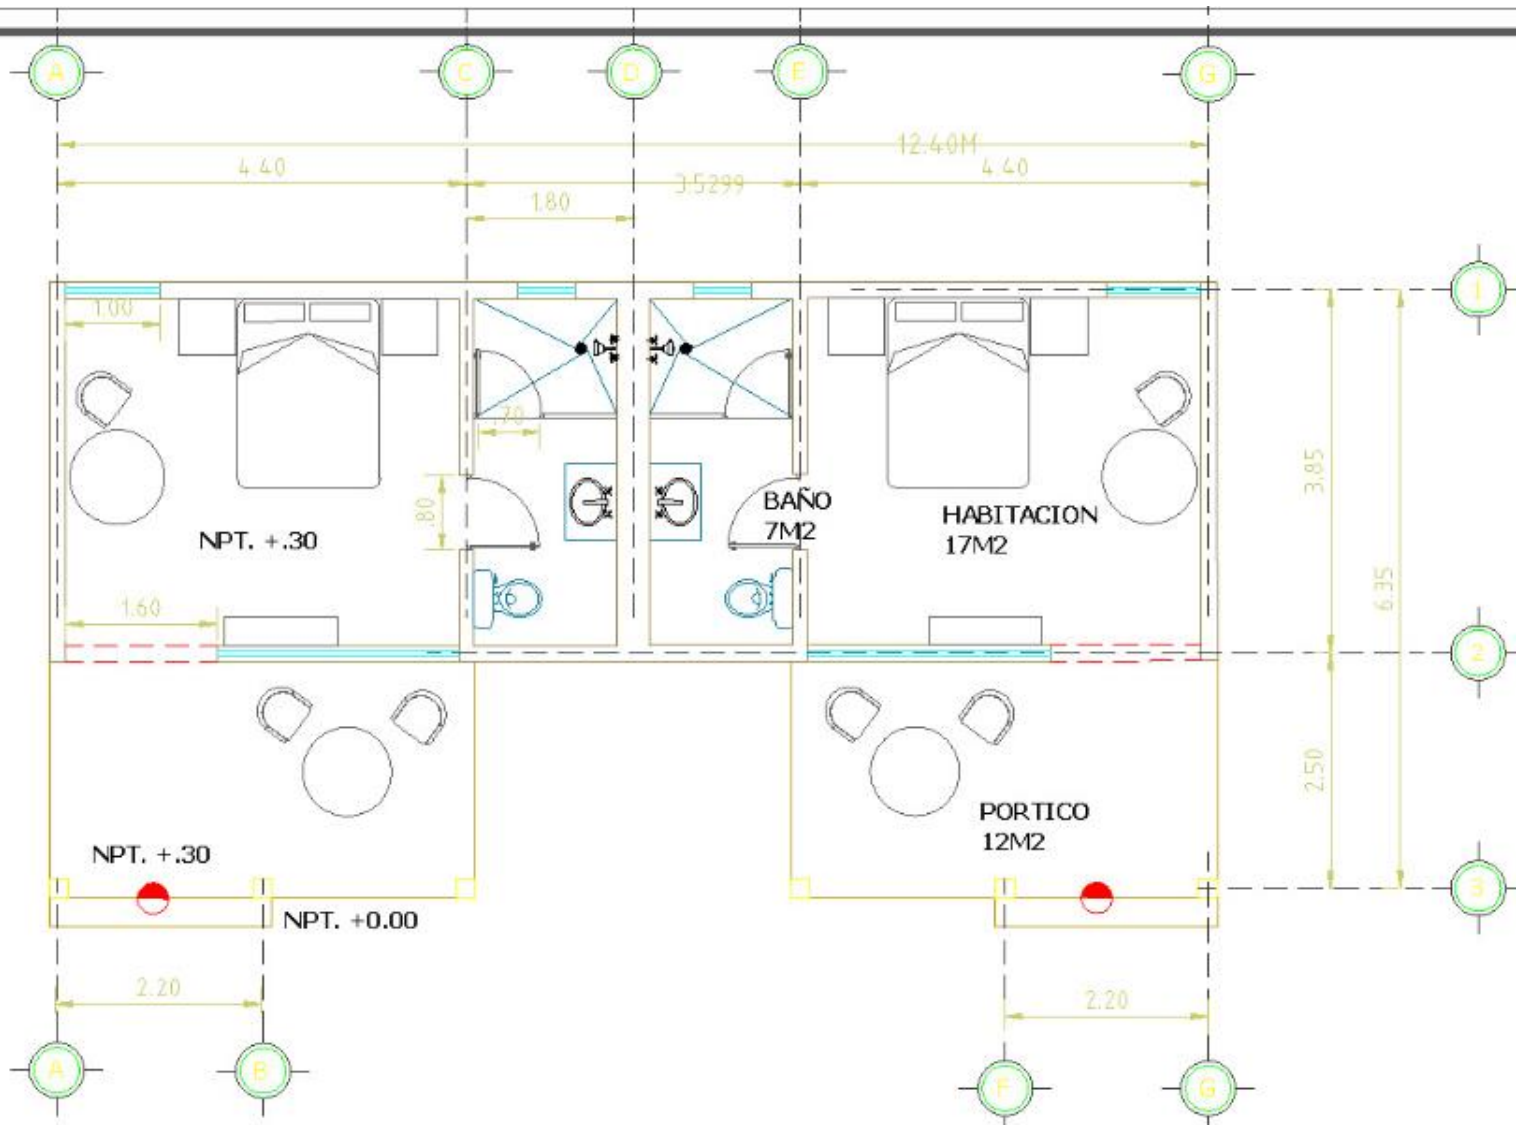 A C D E G
12.40M
4.40 3.5299 4.40
1.80
1
1.00
.70
3.85
.80
BAÑO
7M2
HABITACION
17M2
NPT. +.30
6.35
1.60
2
2.50
PORTICO
12M2
NPT. +.30
3
NPT. +0.00
2.20
2.20
A B
F G